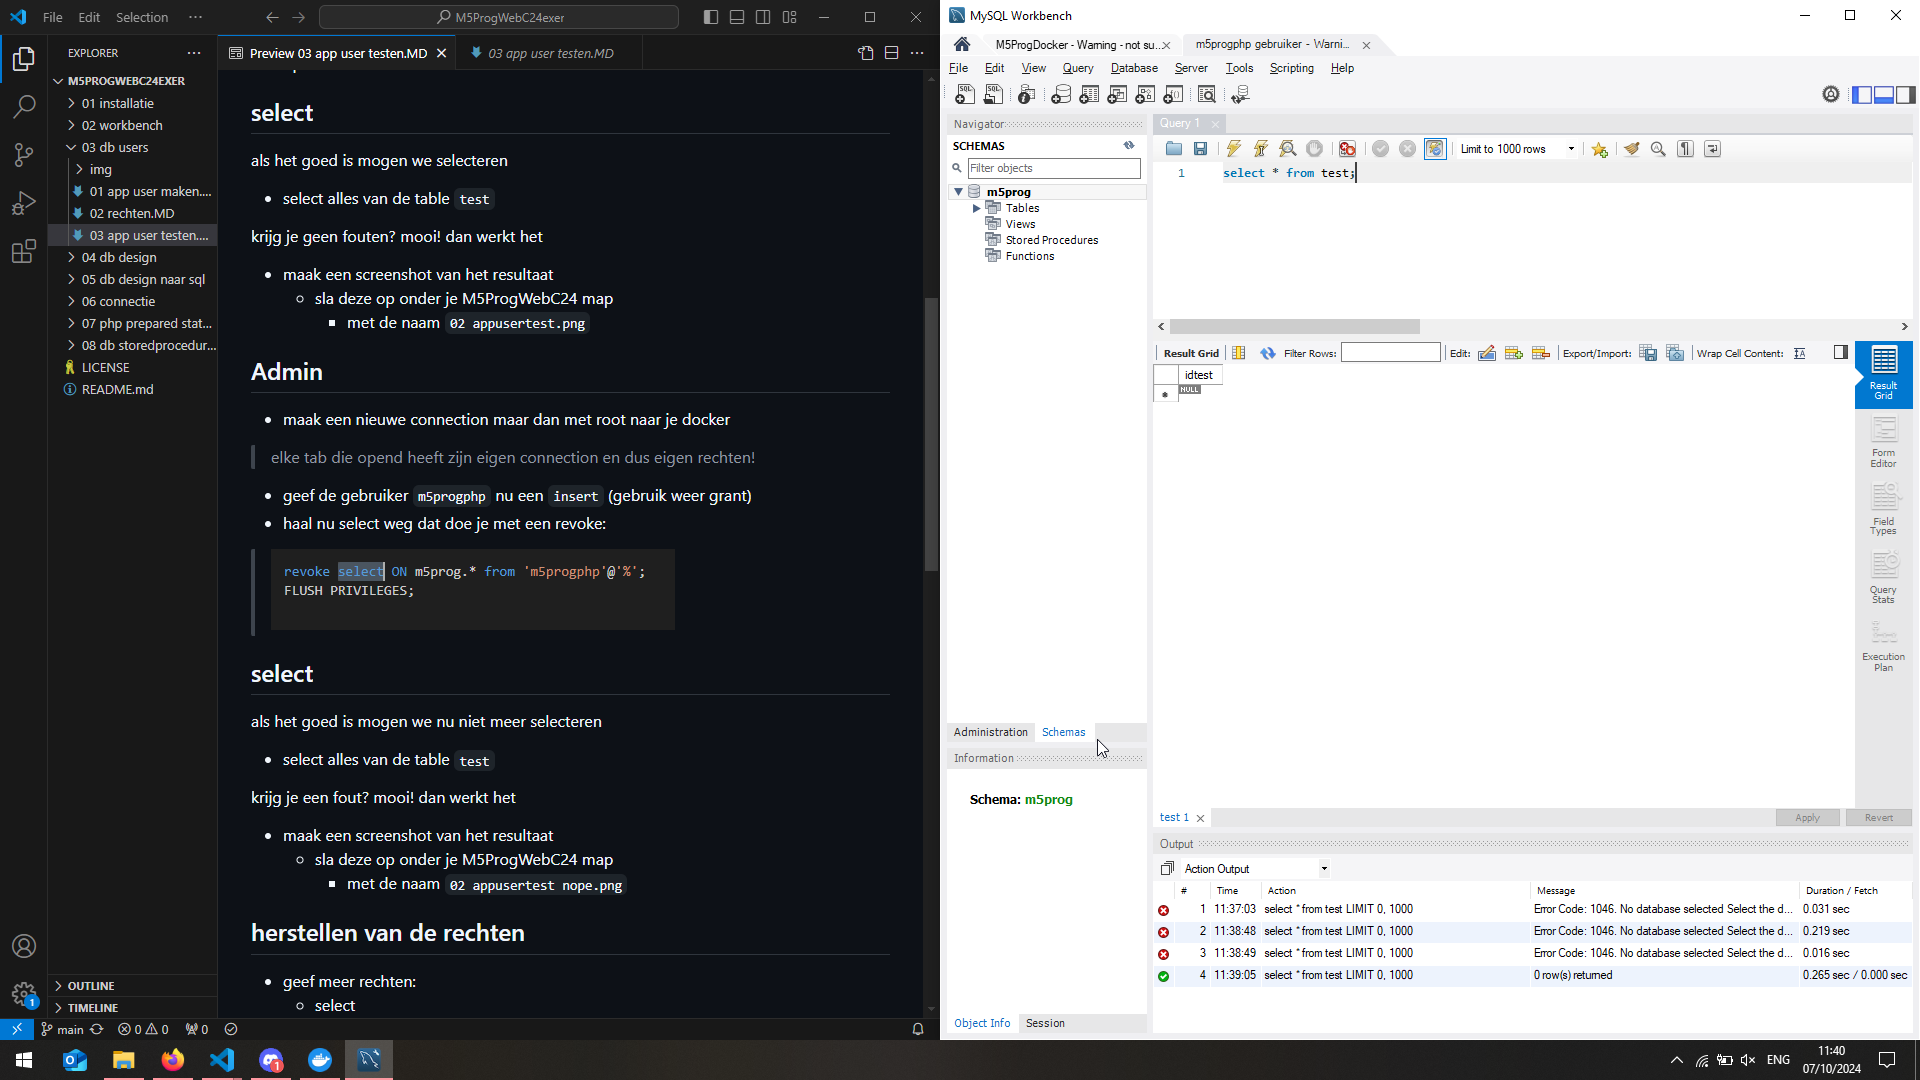 File Edit Selection ··· M5ProgWebC24exer
EXPLORER
M5PROGWEBC24EXER
01 installatie
02 workbench
03 db users
img
01 app user maken....
02 rechten.MD
03 app user testen....
04 db design
05 db design naar sql
06 connectie
07 php prepared stat...
08 db storedprocedur...
LICENSE
README.md
OUTLINE
TIMELINE
Preview 03 app user testen.MD
03 app user testen.MD
select
als het goed is mogen we selecteren
select alles van de table test
krijg je geen fouten? mooi! dan werkt het
maak een screenshot van het resultaat
sla deze op onder je M5ProgWebC24 map
met de naam 02 appusertest.png
Admin
maak een nieuwe connection maar dan met root naar je docker
elke tab die opend heeft zijn eigen connection en dus eigen rechten!
geef de gebruiker m5progphp nu een insert (gebruik weer grant)
haal nu select weg dat doe je met een revoke:
revoke select ON m5prog.* from 'm5progphp'@'%';
FLUSH PRIVILEGES;
select
als het goed is mogen we nu niet meer selecteren
select alles van de table test
krijg je een fout? mooi! dan werkt het
maak een screenshot van het resultaat
sla deze op onder je M5ProgWebC24 map
met de naam 02 appusertest nope.png
herstellen van de rechten
geef meer rechten:
select
main 0 0 0
MySQL Workbench
M5ProgDocker - Warning - not su...
m5progphp gebruiker - Warni...
File Edit View Query Database Server Tools Scripting Help
Navigator
SCHEMAS
Filter objects
m5prog
Tables
Views
Stored Procedures
Functions
Administration Schemas
Information
Schema: m5prog
Object Info Session
Query 1
Limit to 1000 rows
1 select * from test;
Result Grid Filter Rows: Edit: Export/Import: Wrap Cell Content:
idtest
NULL
Result Grid
Form Editor
Field Types
Query Stats
Execution Plan
test 1 Apply Revert
Output
Action Output
# Time Action Message Duration / Fetch
1 11:37:03 select * from test LIMIT 0, 1000 Error Code: 1046. No database selected Select the d... 0.031 sec
2 11:38:48 select * from test LIMIT 0, 1000 Error Code: 1046. No database selected Select the d... 0.219 sec
3 11:38:49 select * from test LIMIT 0, 1000 Error Code: 1046. No database selected Select the d... 0.016 sec
4 11:39:05 select * from test LIMIT 0, 1000 0 row(s) returned 0.265 sec / 0.000 sec
ENG
11:40
07/10/2024